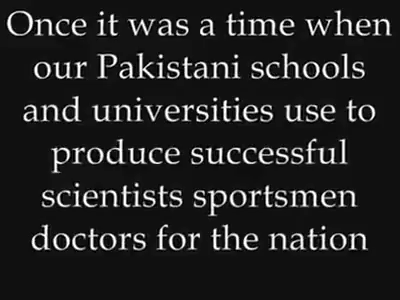 Once it was a time when
our Pakistani schools
and universities use to
produce successful
scientists sportsmen
doctors for the nation